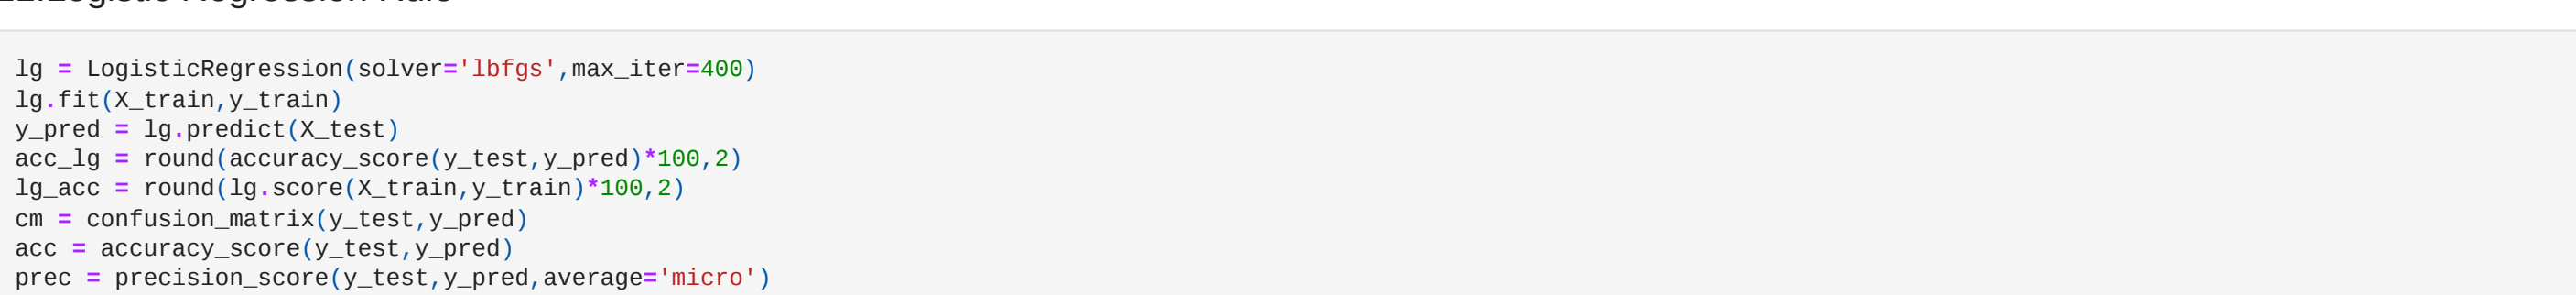 lg = LogisticRegression(solver='lbfgs',max_iter=400)
lg.fit(X_train,y_train)
y_pred = lg.predict(X_test)
acc_lg = round(accuracy_score(y_test,y_pred)*100,2)
lg_acc = round(lg.score(X_train,y_train)*100,2)
cm = confusion_matrix(y_test,y_pred)
acc = accuracy_score(y_test,y_pred)
prec = precision_score(y_test,y_pred,average='micro')